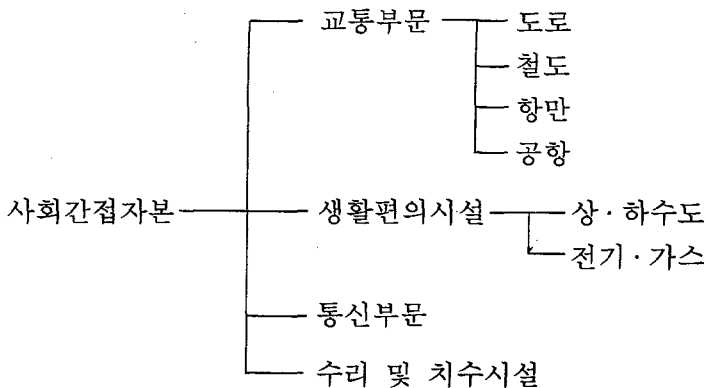 교통부문 도로
철도
항만
공항
사회간접자본 생활편의시설 상·하수도
전기·가스
통신부문
수리 및 치수시설